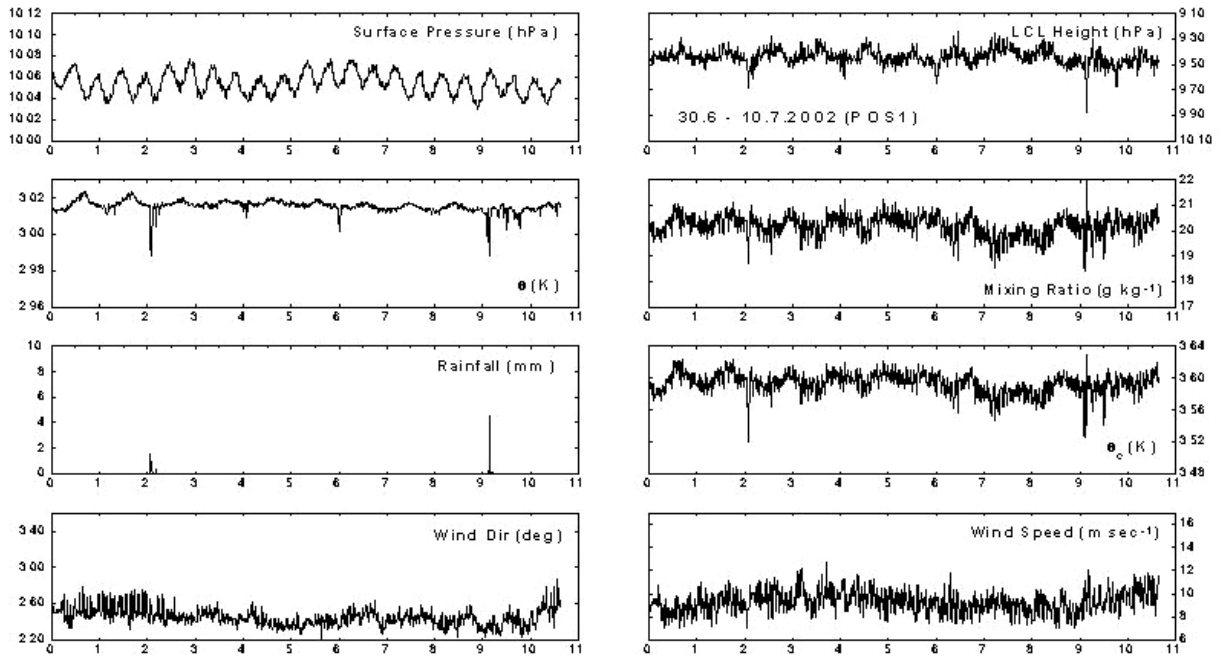 1012
1010
1008
1006
1004
1002
1000
Surface Pressure (hPa)
0 1 2 3 4 5 6 7 8 9 10 11
LCL Height (hPa)
30.6 - 10.7.2002 (POS1)
910
930
950
970
990
1010
0 1 2 3 4 5 6 7 8 9 10 11
302
300
298
296
θ (K)
0 1 2 3 4 5 6 7 8 9 10 11
22
21
20
19
18
17
Mixing Ratio (g kg⁻¹)
0 1 2 3 4 5 6 7 8 9 10 11
10
8
6
4
2
0
Rainfall (mm)
0 1 2 3 4 5 6 7 8 9 10 11
364
360
356
352
348
θₑ (K)
0 1 2 3 4 5 6 7 8 9 10 11
340
300
260
220
Wind Dir (deg)
0 1 2 3 4 5 6 7 8 9 10 11
Wind Speed (m sec⁻¹)
16
14
12
10
8
6
0 1 2 3 4 5 6 7 8 9 10 11